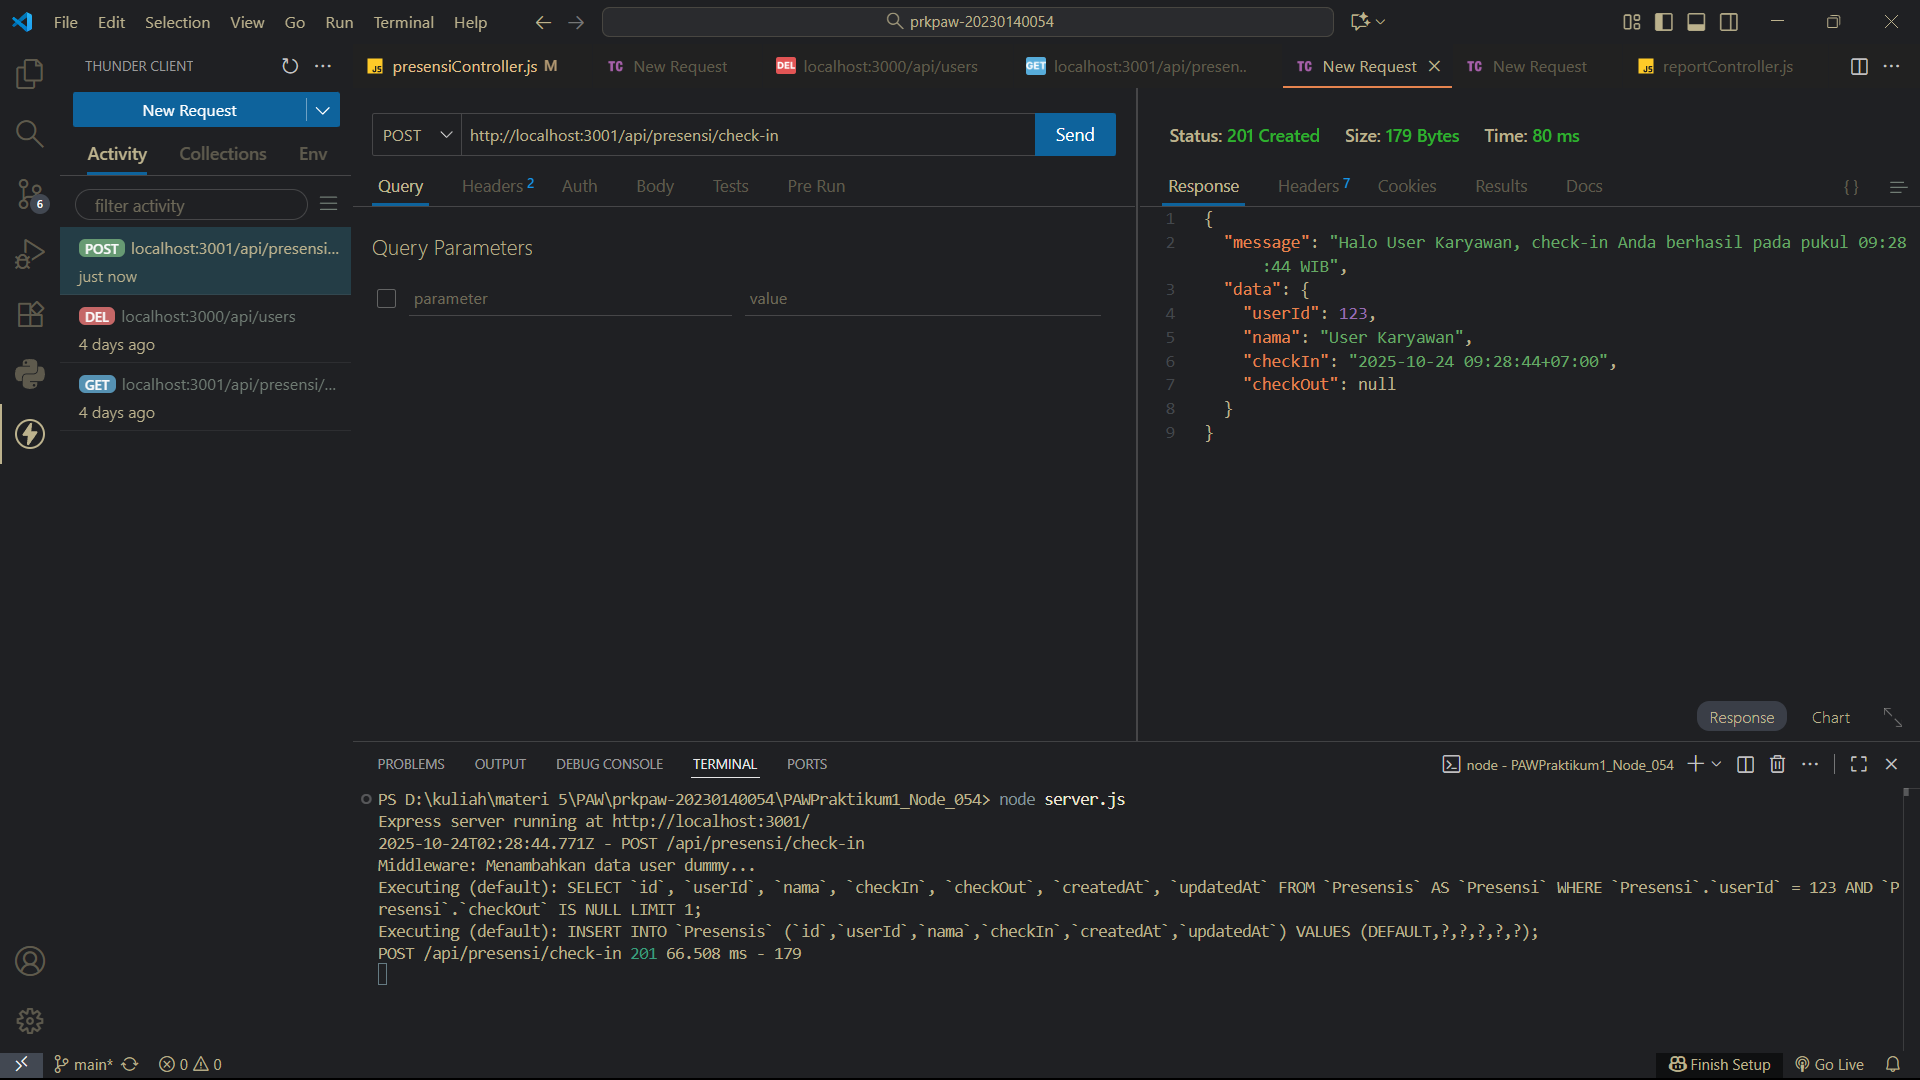 File Edit Selection View Go Run Terminal Help
prkpaw-20230140054
THUNDER CLIENT
New Request
Activity Collections Env
filter activity
POST localhost:3001/api/presensi...
just now
DEL localhost:3000/api/users
4 days ago
GET localhost:3001/api/presensi/...
4 days ago
6
JS presensiController.js M
TC New Request
DEL localhost:3000/api/users
GET localhost:3001/api/presen..
TC New Request
TC New Request
JS reportController.js
POST http://localhost:3001/api/presensi/check-in Send
Query Headers 2 Auth Body Tests Pre Run
Query Parameters
parameter value
Status: 201 Created Size: 179 Bytes Time: 80 ms
Response Headers 7 Cookies Results Docs { }
1 {
2 "message": "Halo User Karyawan, check-in Anda berhasil pada pukul 09:28
:44 WIB",
3 "data": {
4 "userId": 123,
5 "nama": "User Karyawan",
6 "checkIn": "2025-10-24 09:28:44+07:00",
7 "checkOut": null
8 }
9 }
Response Chart
PROBLEMS OUTPUT DEBUG CONSOLE TERMINAL PORTS
node - PAWPraktikum1_Node_054
PS D:\kuliah\materi 5\PAW\prkpaw-20230140054\PAWPraktikum1_Node_054> node server.js
Express server running at http://localhost:3001/
2025-10-24T02:28:44.771Z - POST /api/presensi/check-in
Middleware: Menambahkan data user dummy...
Executing (default): SELECT `id`, `userId`, `nama`, `checkIn`, `checkOut`, `createdAt`, `updatedAt` FROM `Presensis` AS `Presensi` WHERE `Presensi`.`userId` = 123 AND `P
resensi`.`checkOut` IS NULL LIMIT 1;
Executing (default): INSERT INTO `Presensis` (`id`,`userId`,`nama`,`checkIn`,`createdAt`,`updatedAt`) VALUES (DEFAULT,?,?,?,?,?);
POST /api/presensi/check-in 201 66.508 ms - 179
main* 0 0
Finish Setup Go Live